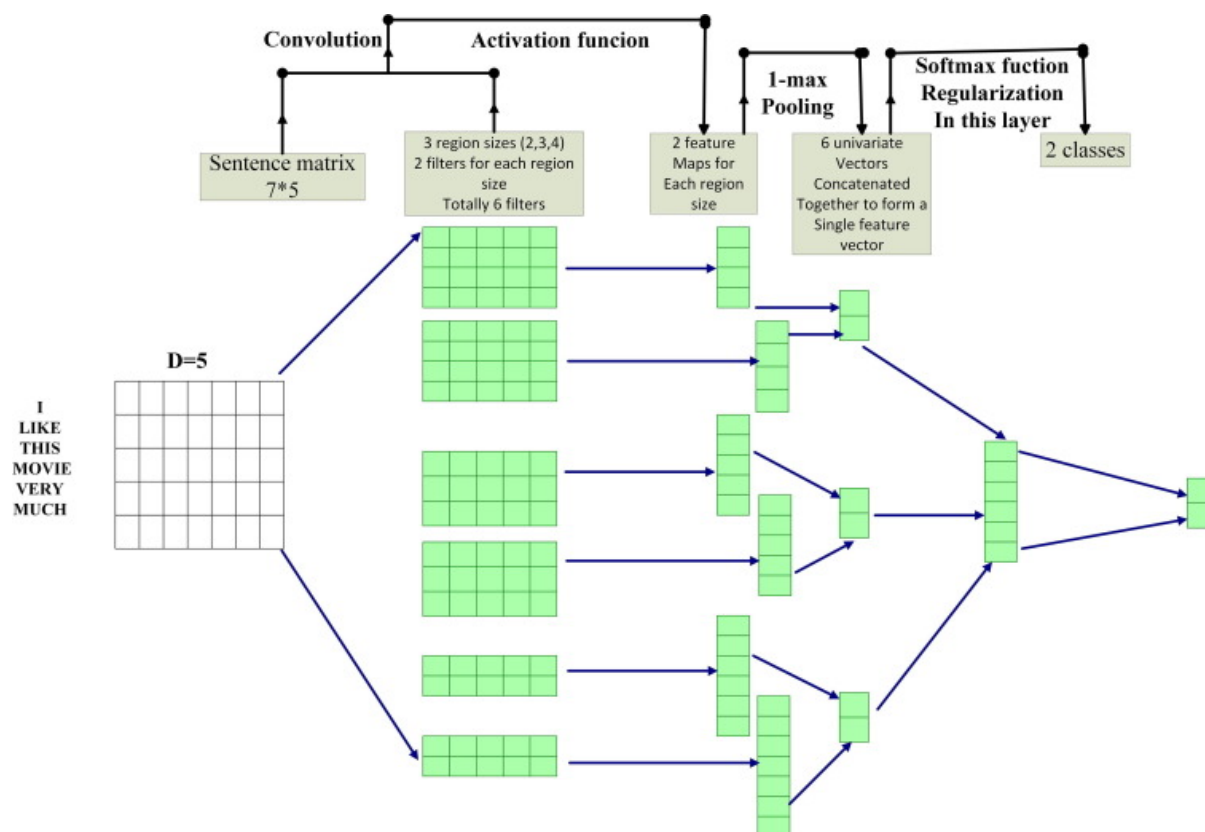 Convolution
Activation funcion
1-max
Pooling
Softmax fuction
Regularization
In this layer
Sentence matrix
7*5
3 region sizes (2,3,4)
2 filters for each region
size
Totally 6 filters
2 feature
Maps for
Each region
size
6 univariate
Vectors
Concatenated
Together to form a
Single feature
vector
2 classes
D=5
I
LIKE
THIS
MOVIE
VERY
MUCH